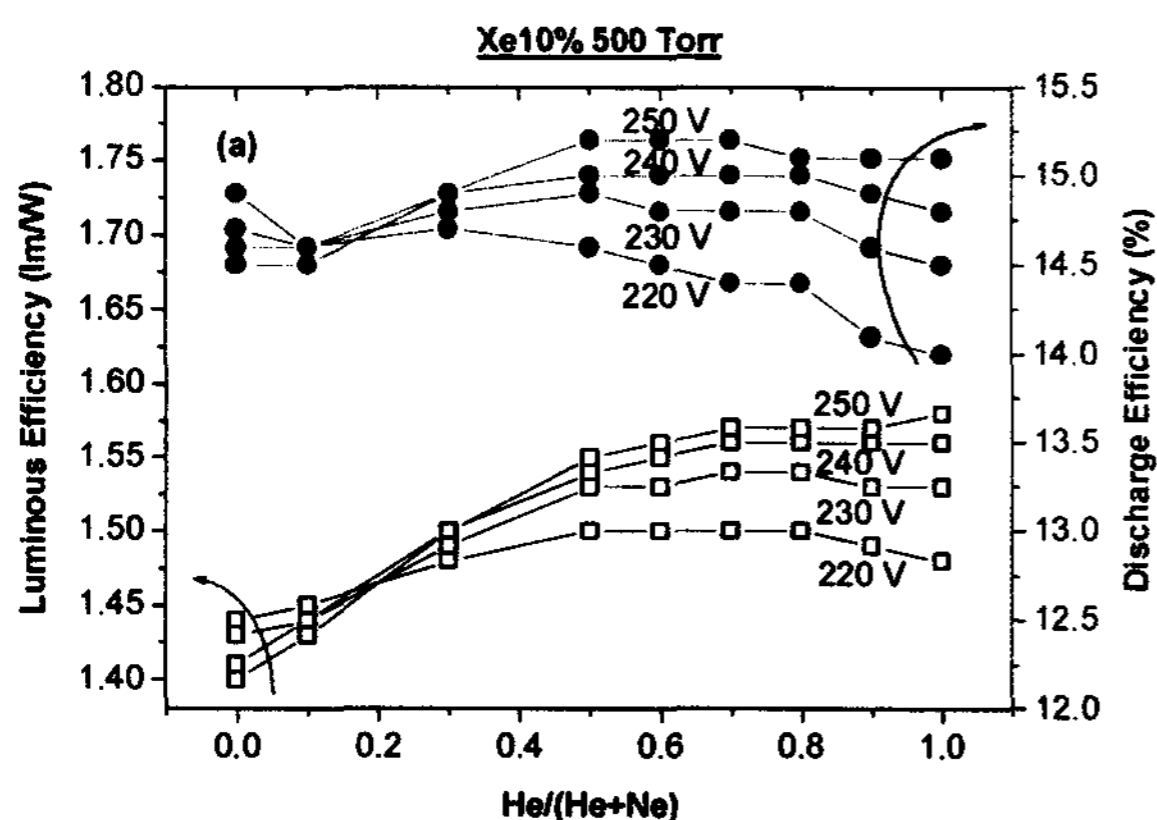 Xe10% 500 Torr
(a)
250 V
240 V
230 V
220 V
250 V
240 V
230 V
220 V
Luminous Efficiency (lm/W)
1.80
1.75
1.70
1.65
1.60
1.55
1.50
1.45
1.40
Discharge Efficiency (%)
15.5
15.0
14.5
14.0
13.5
13.0
12.5
12.0
0.0 0.2 0.4 0.6 0.8 1.0
He/(He+Ne)